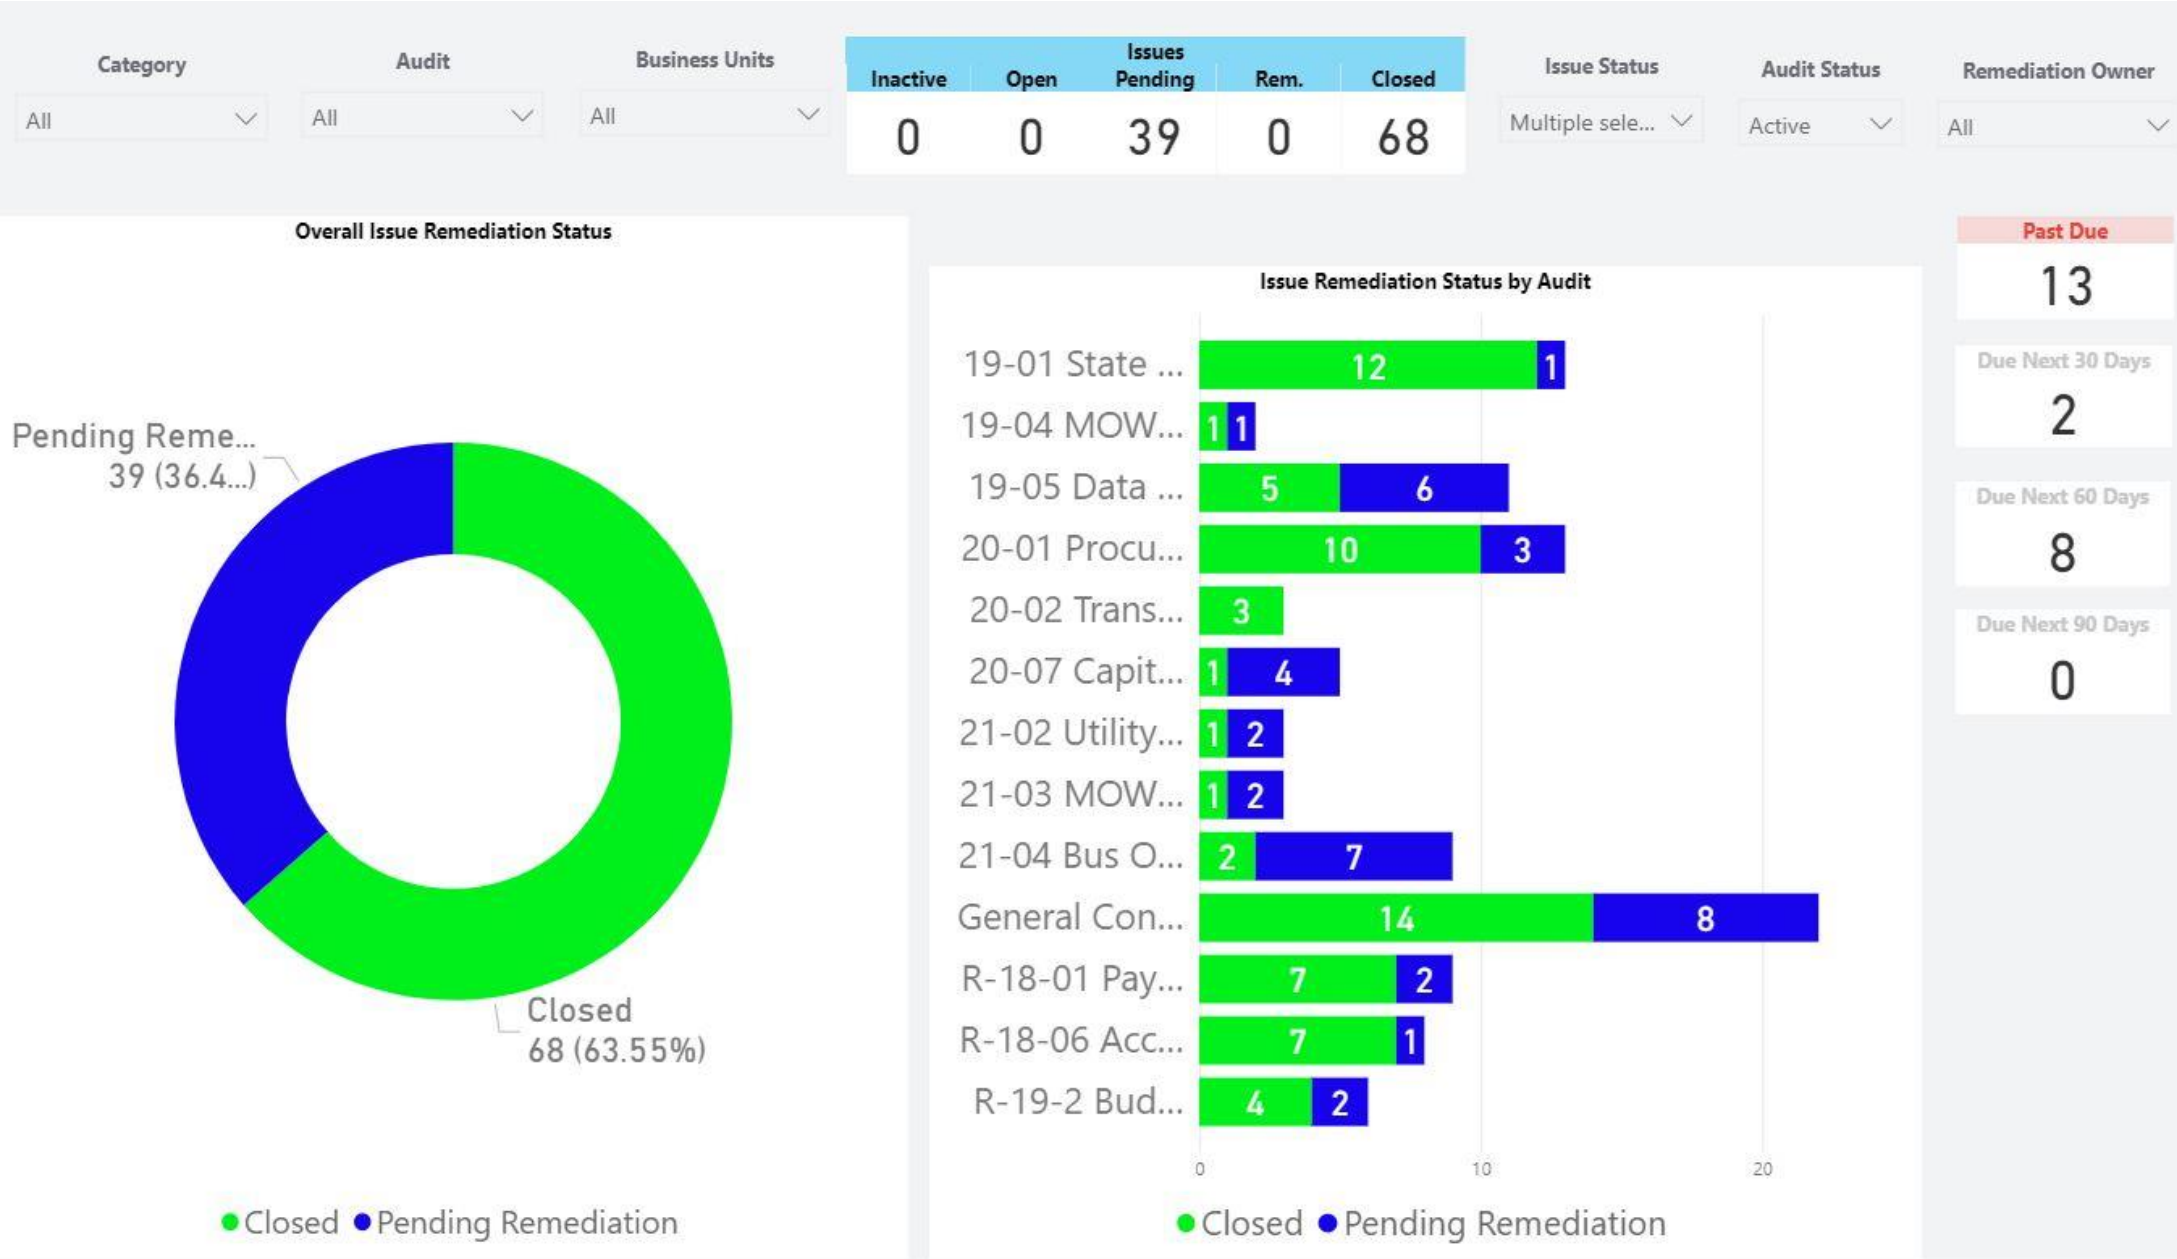 Category
All
Audit
All
Business Units
All
Issues
Inactive Open Pending Rem. Closed
0 0 39 0 68
Issue Status
Multiple sele...
Audit Status
Active
Remediation Owner
All
Overall Issue Remediation Status
Pending Reme...
39 (36.4...)
Closed
68 (63.55%)
Closed Pending Remediation
Issue Remediation Status by Audit
19-01 State ... 12 1
19-04 MOW... 1 1
19-05 Data ... 5 6
20-01 Procu... 10 3
20-02 Trans... 3
20-07 Capit... 1 4
21-02 Utility... 1 2
21-03 MOW... 1 2
21-04 Bus O... 2 7
General Con... 14 8
R-18-01 Pay... 7 2
R-18-06 Acc... 7 1
R-19-2 Bud... 4 2
0 10 20
Closed Pending Remediation
Past Due
13
Due Next 30 Days
2
Due Next 60 Days
8
Due Next 90 Days
0